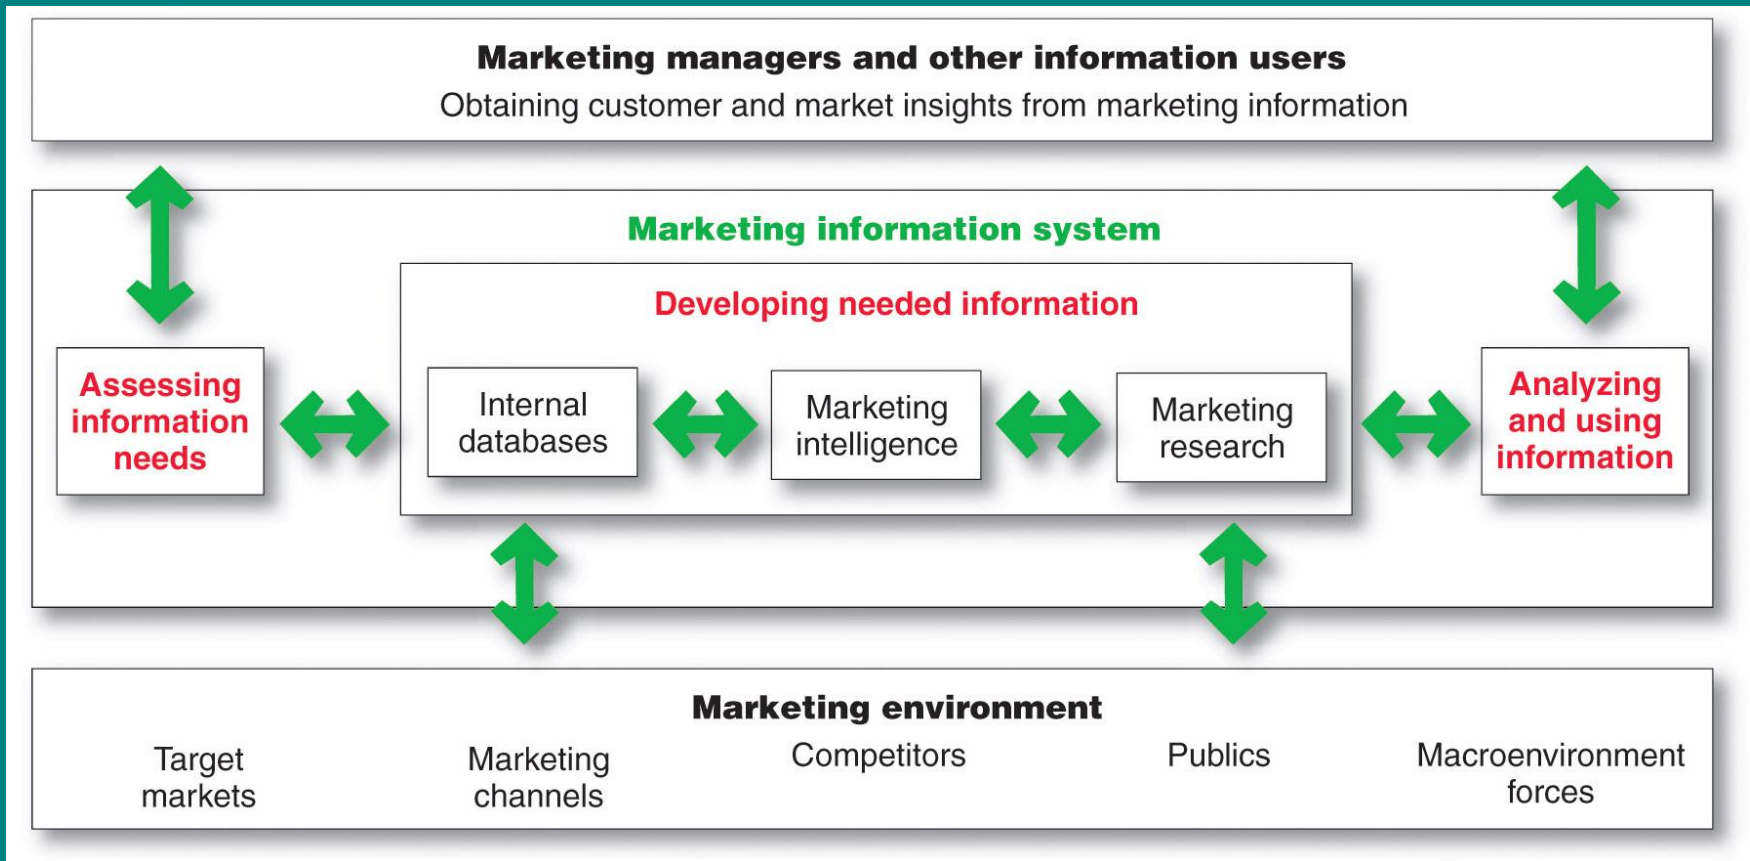 Marketing managers and other information users
Obtaining customer and market insights from marketing information
Marketing information system
Developing needed information
Assessing
information
needs
Internal
databases
Marketing
intelligence
Marketing
research
Analyzing
and using
information
Marketing environment
Target
markets
Marketing
channels
Competitors
Publics
Macroenvironment
forces